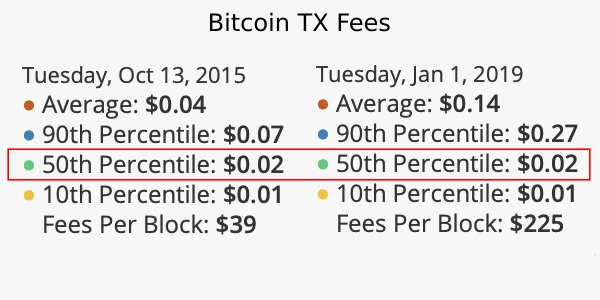 Bitcoin TX Fees
Tuesday, Oct 13, 2015
Average: $0.04
90th Percentile: $0.07
50th Percentile: $0.02
10th Percentile: $0.01
Fees Per Block: $39
Tuesday, Jan 1, 2019
Average: $0.14
90th Percentile: $0.27
50th Percentile: $0.02
10th Percentile: $0.01
Fees Per Block: $225